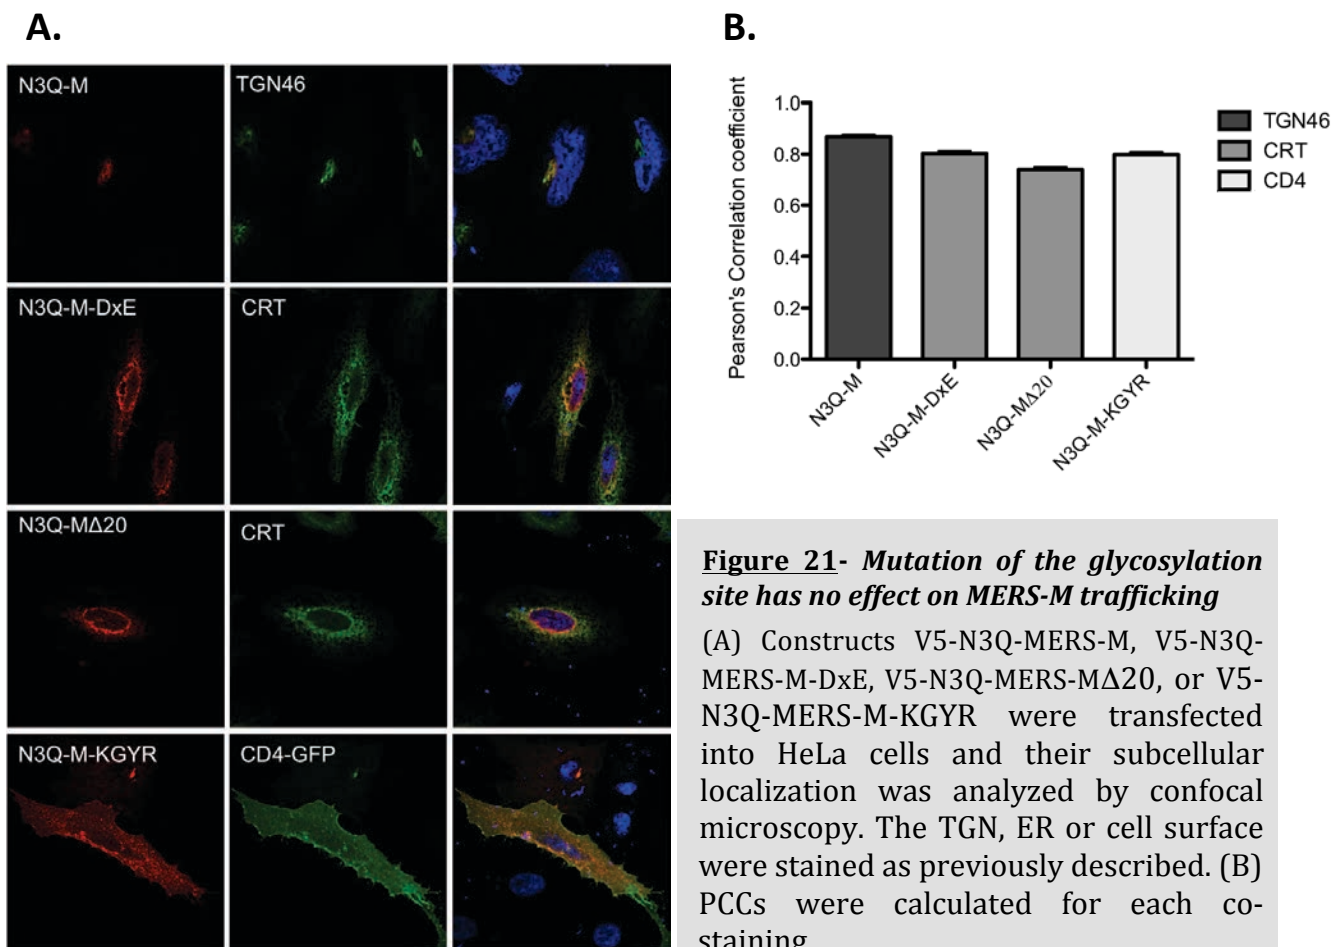 A.
N3Q-M
TGN46
N3Q-M-DxE
CRT
N3Q-MΔ20
CRT
N3Q-M-KGYR
CD4-GFP
B.
Pearson's Correlation coefficient
1.0
0.8
0.6
0.4
0.2
0.0
N3Q-M
N3Q-M-DxE
N3Q-MΔ20
N3Q-M-KGYR
TGN46
CRT
CD4
Figure 21- Mutation of the glycosylation
site has no effect on MERS-M trafficking
(A) Constructs V5-N3Q-MERS-M, V5-N3Q-
MERS-M-DxE, V5-N3Q-MERS-MΔ20, or V5-
N3Q-MERS-M-KGYR were transfected
into HeLa cells and their subcellular
localization was analyzed by confocal
microscopy. The TGN, ER or cell surface
were stained as previously described. (B)
PCCs were calculated for each co-
staining